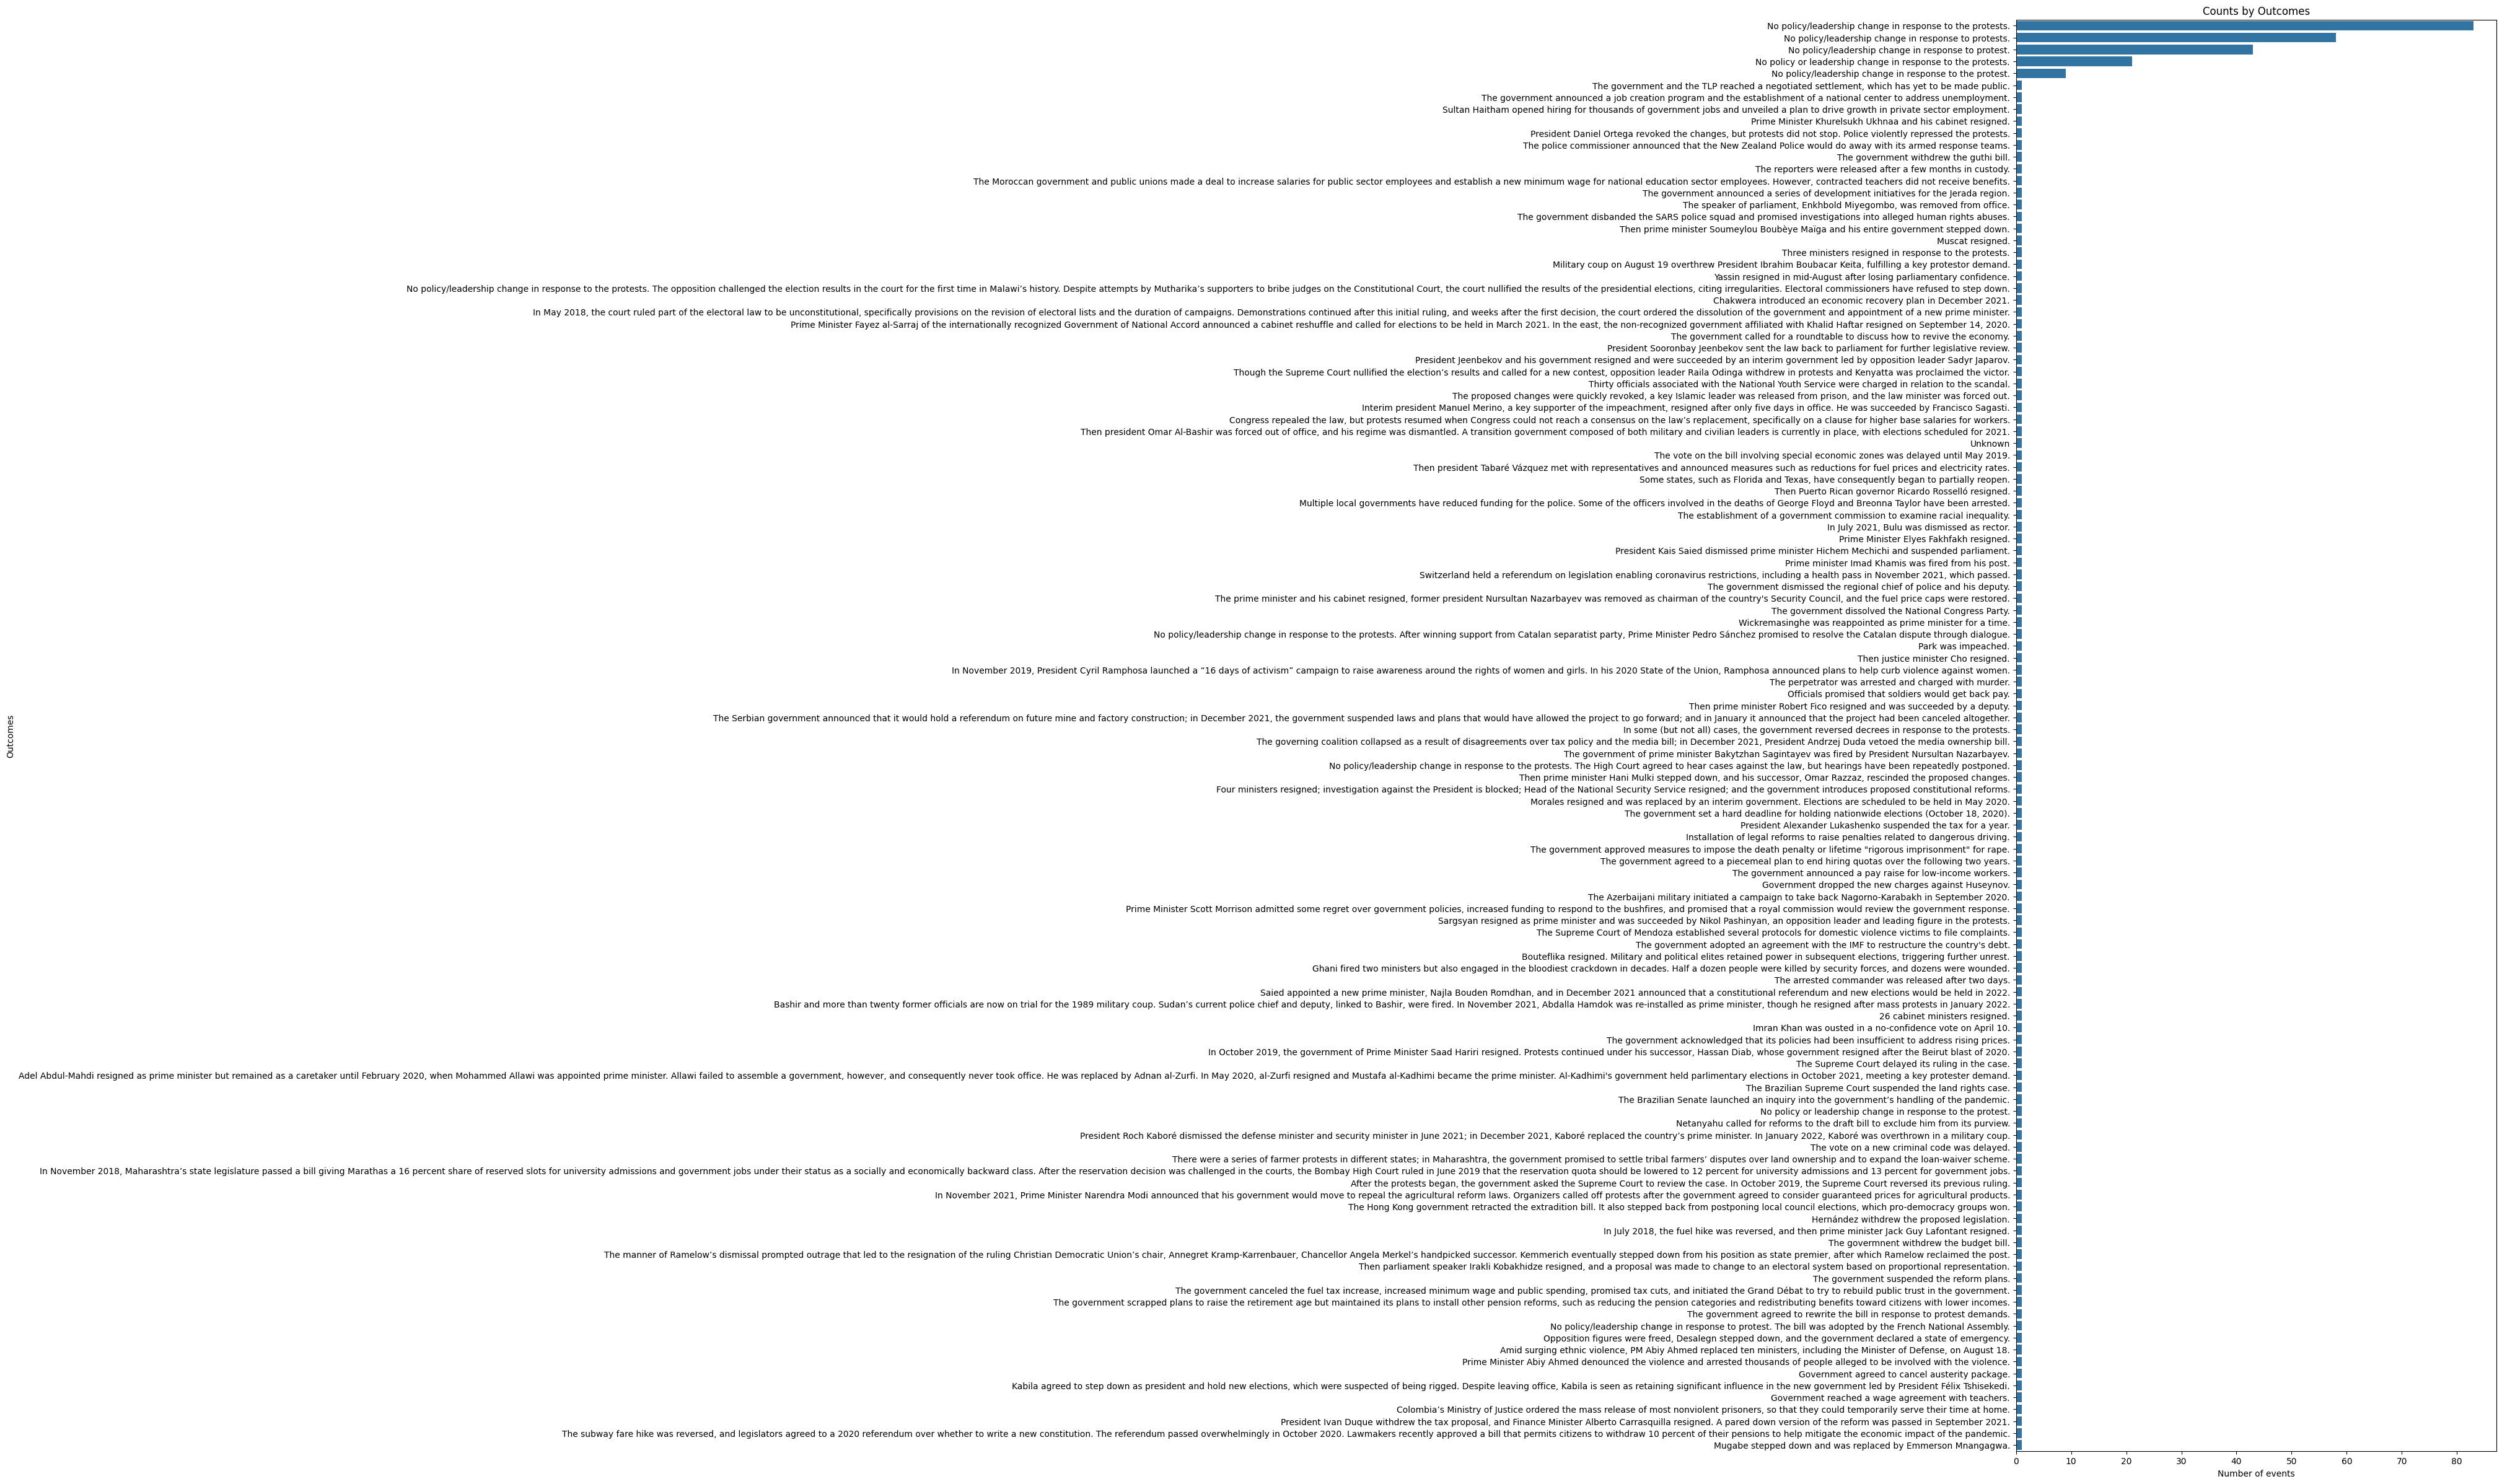 Counts by Outcomes
No policy/leadership change in response to the protests.
No policy/leadership change in response to protests.
No policy/leadership change in response to protest.
No policy or leadership change in response to the protests.
No policy/leadership change in response to the protest.
The government and the TLP reached a negotiated settlement, which has yet to be made public.
The government announced a job creation program and the establishment of a national center to address unemployment.
Sultan Haitham opened hiring for thousands of government jobs and unveiled a plan to drive growth in private sector employment.
Prime Minister Khurelsukh Ukhnaa and his cabinet resigned.
President Daniel Ortega revoked the changes, but protests did not stop. Police violently repressed the protests.
The police commissioner announced that the New Zealand Police would do away with its armed response teams.
The government withdrew the guthi bill.
The reporters were released after a few months in custody.
The Moroccan government and public unions made a deal to increase salaries for public sector employees and establish a new minimum wage for national education sector employees. However, contracted teachers did not receive benefits.
The government announced a series of development initiatives for the Jerada region.
The speaker of parliament, Enkhbold Miyegombo, was removed from office.
The government disbanded the SARS police squad and promised investigations into alleged human rights abuses.
Then prime minister Soumeylou Boubèye Maïga and his entire government stepped down.
Muscat resigned.
Three ministers resigned in response to the protests.
Military coup on August 19 overthrew President Ibrahim Boubacar Keita, fulfilling a key protestor demand.
Yassin resigned in mid-August after losing parliamentary confidence.
No policy/leadership change in response to the protests. The opposition challenged the election results in the court for the first time in Malawi’s history. Despite attempts by Mutharika’s supporters to bribe judges on the Constitutional Court, the court nullified the results of the presidential elections, citing irregularities. Electoral commissioners have refused to step down.
Chakwera introduced an economic recovery plan in December 2021.
In May 2018, the court ruled part of the electoral law to be unconstitutional, specifically provisions on the revision of electoral lists and the duration of campaigns. Demonstrations continued after this initial ruling, and weeks after the first decision, the court ordered the dissolution of the government and appointment of a new prime minister.
Prime Minister Fayez al-Sarraj of the internationally recognized Government of National Accord announced a cabinet reshuffle and called for elections to be held in March 2021. In the east, the non-recognized government affiliated with Khalid Haftar resigned on September 14, 2020.
The government called for a roundtable to discuss how to revive the economy.
President Sooronbay Jeenbekov sent the law back to parliament for further legislative review.
President Jeenbekov and his government resigned and were succeeded by an interim government led by opposition leader Sadyr Japarov.
Though the Supreme Court nullified the election’s results and called for a new contest, opposition leader Raila Odinga withdrew in protests and Kenyatta was proclaimed the victor.
Thirty officials associated with the National Youth Service were charged in relation to the scandal.
The proposed changes were quickly revoked, a key Islamic leader was released from prison, and the law minister was forced out.
Interim president Manuel Merino, a key supporter of the impeachment, resigned after only five days in office. He was succeeded by Francisco Sagasti.
Congress repealed the law, but protests resumed when Congress could not reach a consensus on the law’s replacement, specifically on a clause for higher base salaries for workers.
Then president Omar Al-Bashir was forced out of office, and his regime was dismantled. A transition government composed of both military and civilian leaders is currently in place, with elections scheduled for 2021.
Unknown
The vote on the bill involving special economic zones was delayed until May 2019.
Then president Tabaré Vázquez met with representatives and announced measures such as reductions for fuel prices and electricity rates.
Some states, such as Florida and Texas, have consequently began to partially reopen.
Then Puerto Rican governor Ricardo Rosselló resigned.
Multiple local governments have reduced funding for the police. Some of the officers involved in the deaths of George Floyd and Breonna Taylor have been arrested.
The establishment of a government commission to examine racial inequality.
In July 2021, Bulu was dismissed as rector.
Prime Minister Elyes Fakhfakh resigned.
President Kais Saied dismissed prime minister Hichem Mechichi and suspended parliament.
Prime minister Imad Khamis was fired from his post.
Switzerland held a referendum on legislation enabling coronavirus restrictions, including a health pass in November 2021, which passed.
The government dismissed the regional chief of police and his deputy.
The prime minister and his cabinet resigned, former president Nursultan Nazarbayev was removed as chairman of the country's Security Council, and the fuel price caps were restored.
The government dissolved the National Congress Party.
Wickremasinghe was reappointed as prime minister for a time.
No policy/leadership change in response to the protests. After winning support from Catalan separatist party, Prime Minister Pedro Sánchez promised to resolve the Catalan dispute through dialogue.
Park was impeached.
Then justice minister Cho resigned.
In November 2019, President Cyril Ramphosa launched a “16 days of activism” campaign to raise awareness around the rights of women and girls. In his 2020 State of the Union, Ramphosa announced plans to help curb violence against women.
The perpetrator was arrested and charged with murder.
Officials promised that soldiers would get back pay.
Then prime minister Robert Fico resigned and was succeeded by a deputy.
The Serbian government announced that it would hold a referendum on future mine and factory construction; in December 2021, the government suspended laws and plans that would have allowed the project to go forward; and in January it announced that the project had been canceled altogether.
In some (but not all) cases, the government reversed decrees in response to the protests.
The governing coalition collapsed as a result of disagreements over tax policy and the media bill; in December 2021, President Andrzej Duda vetoed the media ownership bill.
The government of prime minister Bakytzhan Sagintayev was fired by President Nursultan Nazarbayev.
No policy/leadership change in response to the protests. The High Court agreed to hear cases against the law, but hearings have been repeatedly postponed.
Then prime minister Hani Mulki stepped down, and his successor, Omar Razzaz, rescinded the proposed changes.
Four ministers resigned; investigation against the President is blocked; Head of the National Security Service resigned; and the government introduces proposed constitutional reforms.
Morales resigned and was replaced by an interim government. Elections are scheduled to be held in May 2020.
The government set a hard deadline for holding nationwide elections (October 18, 2020).
President Alexander Lukashenko suspended the tax for a year.
Installation of legal reforms to raise penalties related to dangerous driving.
The government approved measures to impose the death penalty or lifetime "rigorous imprisonment" for rape.
The government agreed to a piecemeal plan to end hiring quotas over the following two years.
The government announced a pay raise for low-income workers.
Government dropped the new charges against Huseynov.
The Azerbaijani military initiated a campaign to take back Nagorno-Karabakh in September 2020.
Prime Minister Scott Morrison admitted some regret over government policies, increased funding to respond to the bushfires, and promised that a royal commission would review the government response.
Sargsyan resigned as prime minister and was succeeded by Nikol Pashinyan, an opposition leader and leading figure in the protests.
The Supreme Court of Mendoza established several protocols for domestic violence victims to file complaints.
The government adopted an agreement with the IMF to restructure the country's debt.
Bouteflika resigned. Military and political elites retained power in subsequent elections, triggering further unrest.
Ghani fired two ministers but also engaged in the bloodiest crackdown in decades. Half a dozen people were killed by security forces, and dozens were wounded.
The arrested commander was released after two days.
Saied appointed a new prime minister, Najla Bouden Romdhan, and in December 2021 announced that a constitutional referendum and new elections would be held in 2022.
Bashir and more than twenty former officials are now on trial for the 1989 military coup. Sudan’s current police chief and deputy, linked to Bashir, were fired. In November 2021, Abdalla Hamdok was re-installed as prime minister, though he resigned after mass protests in January 2022.
26 cabinet ministers resigned.
Imran Khan was ousted in a no-confidence vote on April 10.
The government acknowledged that its policies had been insufficient to address rising prices.
In October 2019, the government of Prime Minister Saad Hariri resigned. Protests continued under his successor, Hassan Diab, whose government resigned after the Beirut blast of 2020.
The Supreme Court delayed its ruling in the case.
Adel Abdul-Mahdi resigned as prime minister but remained as a caretaker until February 2020, when Mohammed Allawi was appointed prime minister. Allawi failed to assemble a government, however, and consequently never took office. He was replaced by Adnan al-Zurfi. In May 2020, al-Zurfi resigned and Mustafa al-Kadhimi became the prime minister. Al-Kadhimi's government held parlimentary elections in October 2021, meeting a key protester demand.
The Brazilian Supreme Court suspended the land rights case.
The Brazilian Senate launched an inquiry into the government’s handling of the pandemic.
No policy or leadership change in response to the protest.
Netanyahu called for reforms to the draft bill to exclude him from its purview.
President Roch Kaboré dismissed the defense minister and security minister in June 2021; in December 2021, Kaboré replaced the country’s prime minister. In January 2022, Kaboré was overthrown in a military coup.
The vote on a new criminal code was delayed.
There were a series of farmer protests in different states; in Maharashtra, the government promised to settle tribal farmers’ disputes over land ownership and to expand the loan-waiver scheme.
In November 2018, Maharashtra’s state legislature passed a bill giving Marathas a 16 percent share of reserved slots for university admissions and government jobs under their status as a socially and economically backward class. After the reservation decision was challenged in the courts, the Bombay High Court ruled in June 2019 that the reservation quota should be lowered to 12 percent for university admissions and 13 percent for government jobs.
After the protests began, the government asked the Supreme Court to review the case. In October 2019, the Supreme Court reversed its previous ruling.
In November 2021, Prime Minister Narendra Modi announced that his government would move to repeal the agricultural reform laws. Organizers called off protests after the government agreed to consider guaranteed prices for agricultural products.
The Hong Kong government retracted the extradition bill. It also stepped back from postponing local council elections, which pro-democracy groups won.
Hernández withdrew the proposed legislation.
In July 2018, the fuel hike was reversed, and then prime minister Jack Guy Lafontant resigned.
The governmnent withdrew the budget bill.
The manner of Ramelow’s dismissal prompted outrage that led to the resignation of the ruling Christian Democratic Union’s chair, Annegret Kramp-Karrenbauer, Chancellor Angela Merkel’s handpicked successor. Kemmerich eventually stepped down from his position as state premier, after which Ramelow reclaimed the post.
Then parliament speaker Irakli Kobakhidze resigned, and a proposal was made to change to an electoral system based on proportional representation.
The government suspended the reform plans.
The government canceled the fuel tax increase, increased minimum wage and public spending, promised tax cuts, and initiated the Grand Débat to try to rebuild public trust in the government.
The government scrapped plans to raise the retirement age but maintained its plans to install other pension reforms, such as reducing the pension categories and redistributing benefits toward citizens with lower incomes.
The government agreed to rewrite the bill in response to protest demands.
No policy/leadership change in response to protest. The bill was adopted by the French National Assembly.
Opposition figures were freed, Desalegn stepped down, and the government declared a state of emergency.
Amid surging ethnic violence, PM Abiy Ahmed replaced ten ministers, including the Minister of Defense, on August 18.
Prime Minister Abiy Ahmed denounced the violence and arrested thousands of people alleged to be involved with the violence.
Government agreed to cancel austerity package.
Kabila agreed to step down as president and hold new elections, which were suspected of being rigged. Despite leaving office, Kabila is seen as retaining significant influence in the new government led by President Félix Tshisekedi.
Government reached a wage agreement with teachers.
Colombia’s Ministry of Justice ordered the mass release of most nonviolent prisoners, so that they could temporarily serve their time at home.
President Ivan Duque withdrew the tax proposal, and Finance Minister Alberto Carrasquilla resigned. A pared down version of the reform was passed in September 2021.
The subway fare hike was reversed, and legislators agreed to a 2020 referendum over whether to write a new constitution. The referendum passed overwhelmingly in October 2020. Lawmakers recently approved a bill that permits citizens to withdraw 10 percent of their pensions to help mitigate the economic impact of the pandemic.
Mugabe stepped down and was replaced by Emmerson Mnangagwa.
Outcomes
0 10 20 30 40 50 60 70 80
Number of events